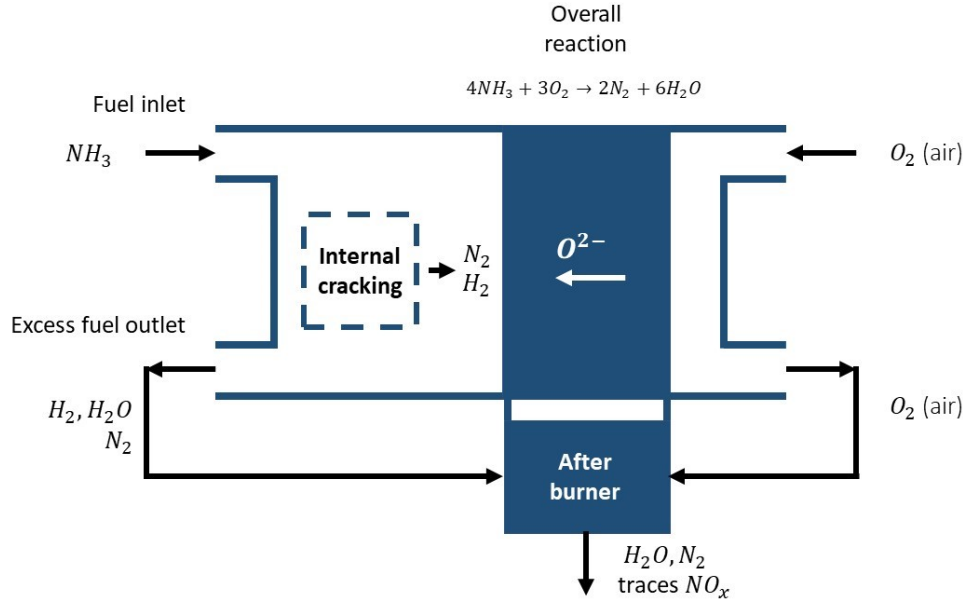 Overall
reaction
4NH₃ + 3O₂ → 2N₂ + 6H₂O
Fuel inlet
NH₃
O₂ (air)
Internal
cracking
N₂
H₂
O²⁻
Excess fuel outlet
H₂, H₂O
N₂
O₂ (air)
After
burner
H₂O, N₂
traces NOₓ